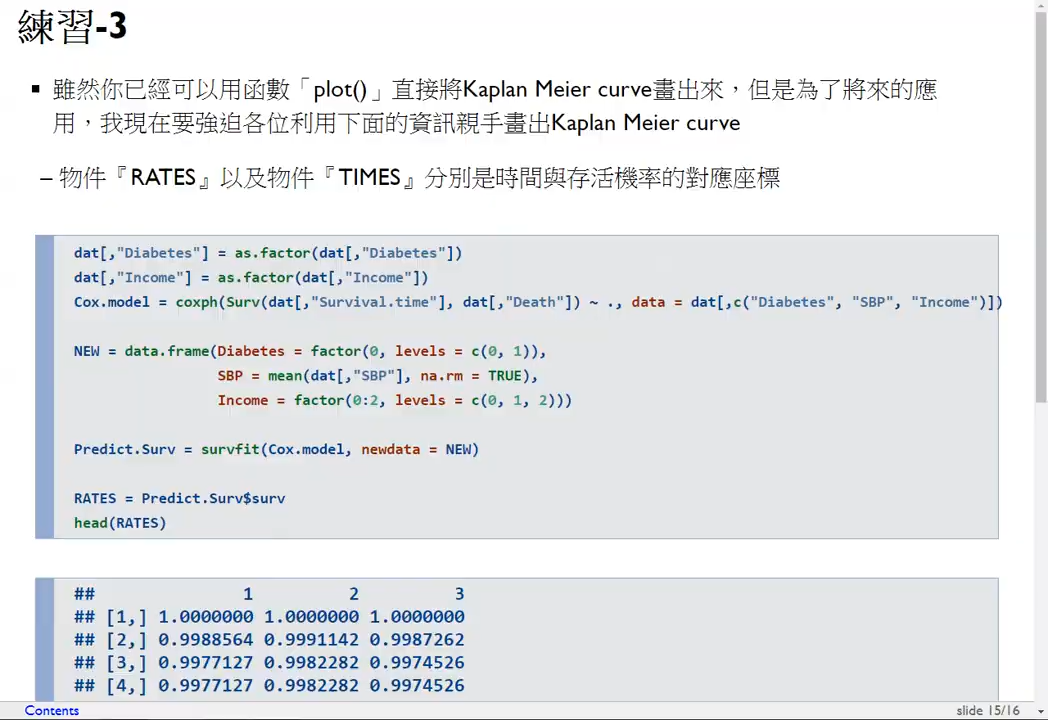 練習-3
▪ 雖然你已經可以用函數「plot()」直接將Kaplan Meier curve畫出來，但是為了將來的應
用，我現在要強迫各位利用下面的資訊親手畫出Kaplan Meier curve
– 物件『RATES』以及物件『TIMES』分別是時間與存活機率的對應座標
dat[,"Diabetes"] = as.factor(dat[,"Diabetes"])
dat[,"Income"] = as.factor(dat[,"Income"])
Cox.model = coxph(Surv(dat[,"Survival.time"], dat[,"Death"]) ~ ., data = dat[,c("Diabetes", "SBP", "Income")])
NEW = data.frame(Diabetes = factor(0, levels = c(0, 1)),
SBP = mean(dat[,"SBP"], na.rm = TRUE),
Income = factor(0:2, levels = c(0, 1, 2)))
Predict.Surv = survfit(Cox.model, newdata = NEW)
RATES = Predict.Surv$surv
head(RATES)
## 1 2 3
## [1,] 1.0000000 1.0000000 1.0000000
## [2,] 0.9988564 0.9991142 0.9987262
## [3,] 0.9977127 0.9982282 0.9974526
## [4,] 0.9977127 0.9982282 0.9974526
Contents
slide 15/16